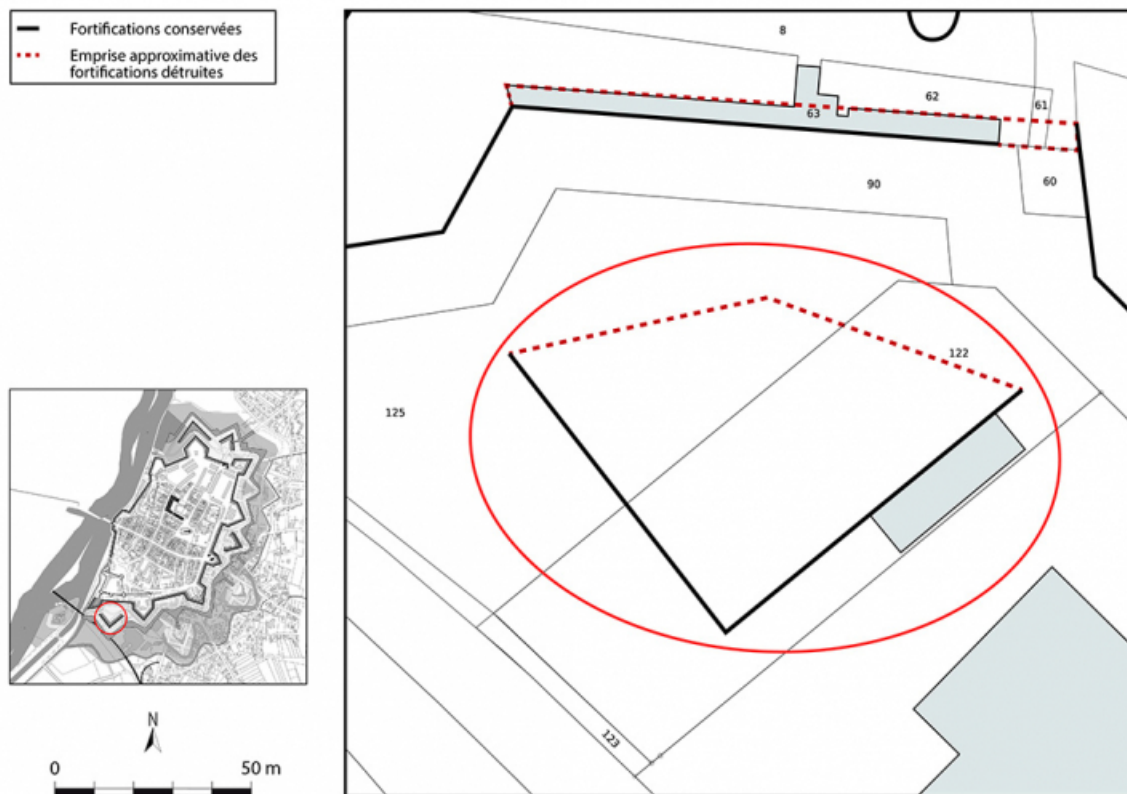 Fortifications conservées
Emprise approximative des
fortifications détruites
8
62
61
63
90
60
122
125
123
N
0 50 m